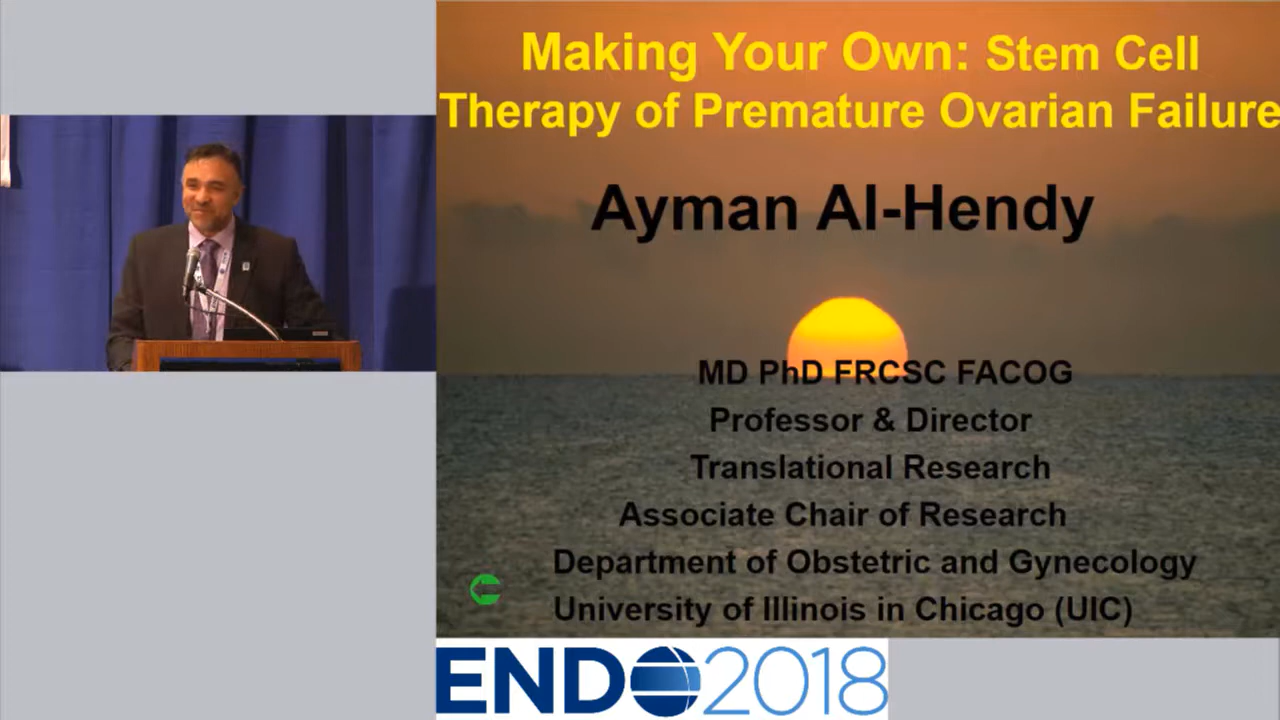 Making Your Own: Stem Cell
Therapy of Premature Ovarian Failure
Ayman Al-Hendy
MD PhD FRCSC FACOG
Professor & Director
Translational Research
Associate Chair of Research
Department of Obstetric and Gynecology
University of Illinois in Chicago (UIC)
ENDO2018